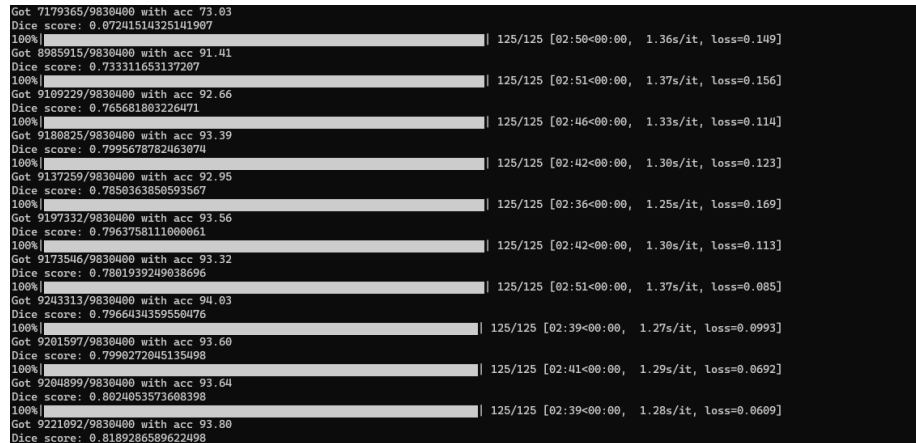 Got 7179365/9830400 with acc 73.03
Dice score: 0.07241514325141907
100%| | 125/125 [02:50<00:00, 1.36s/it, loss=0.149]
Got 8985915/9830400 with acc 91.41
Dice score: 0.733311653137207
100%| | 125/125 [02:51<00:00, 1.37s/it, loss=0.156]
Got 9109229/9830400 with acc 92.66
Dice score: 0.765681803226471
100%| | 125/125 [02:46<00:00, 1.33s/it, loss=0.114]
Got 9180825/9830400 with acc 93.39
Dice score: 0.7995678782463074
100%| | 125/125 [02:42<00:00, 1.30s/it, loss=0.123]
Got 9137259/9830400 with acc 92.95
Dice score: 0.7850363850593567
100%| | 125/125 [02:36<00:00, 1.25s/it, loss=0.169]
Got 9197332/9830400 with acc 93.56
Dice score: 0.7963758111000061
100%| | 125/125 [02:42<00:00, 1.30s/it, loss=0.113]
Got 9173546/9830400 with acc 93.32
Dice score: 0.7801939249038696
100%| | 125/125 [02:51<00:00, 1.37s/it, loss=0.085]
Got 9243313/9830400 with acc 94.03
Dice score: 0.7966434359550476
100%| | 125/125 [02:39<00:00, 1.27s/it, loss=0.0993]
Got 9201597/9830400 with acc 93.60
Dice score: 0.7990272045135498
100%| | 125/125 [02:41<00:00, 1.29s/it, loss=0.0692]
Got 9204899/9830400 with acc 93.64
Dice score: 0.8024053573608398
100%| | 125/125 [02:39<00:00, 1.28s/it, loss=0.0609]
Got 9221092/9830400 with acc 93.80
Dice score: 0.8189286589622498